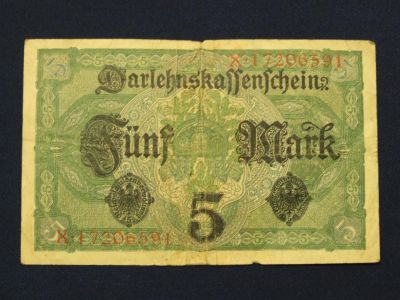 X·17206591
Darlehnskassenschein
Fünf Mark
5
X·17206591